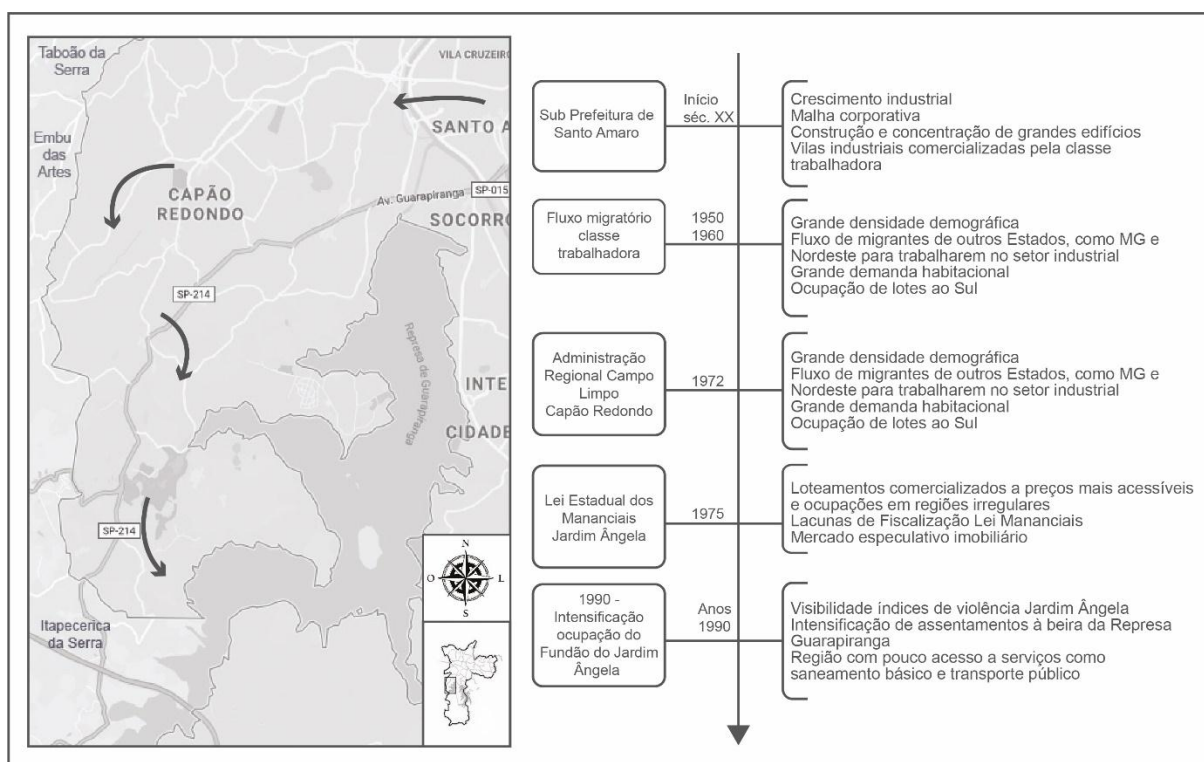 Taboão da
Serra
VILA CRUZEIRO
SANTO A
Embu
das
Artes
CAPÃO
REDONDO
Av. Guarapiranga
SP-015
SOCORRO
SP-214
Represa de Guarapiranga
INTE
CIDADE
SP-214
Itapecerica
da Serra
N
O
L
S
Sub Prefeitura de
Santo Amaro
Início
séc. XX
Crescimento industrial
Malha corporativa
Construção e concentração de grandes edifícios
Vilas industriais comercializadas pela classe
trabalhadora
Fluxo migratório
classe
trabalhadora
1950
1960
Grande densidade demográfica
Fluxo de migrantes de outros Estados, como MG e
Nordeste para trabalharem no setor industrial
Grande demanda habitacional
Ocupação de lotes ao Sul
Administração
Regional Campo
Limpo
Capão Redondo
1972
Grande densidade demográfica
Fluxo de migrantes de outros Estados, como MG e
Nordeste para trabalharem no setor industrial
Grande demanda habitacional
Ocupação de lotes ao Sul
Lei Estadual dos
Mananciais
Jardim Ângela
1975
Loteamentos comercializados a preços mais acessíveis
e ocupações em regiões irregulares
Lacunas de Fiscalização Lei Mananciais
Mercado especulativo imobiliário
1990 -
Intensificação
ocupação do
Fundão do Jardim
Ângela
Anos
1990
Visibilidade índices de violência Jardim Ângela
Intensificação de assentamentos à beira da Represa
Guarapiranga
Região com pouco acesso a serviços como
saneamento básico e transporte público